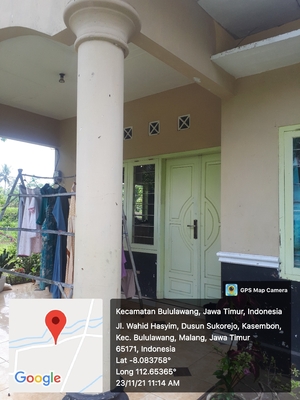 GPS Map Camera
Kecamatan Bululawang, Jawa Timur, Indonesia
Jl. Wahid Hasyim, Dusun Sukorejo, Kasembon,
Kec. Bululawang, Malang, Jawa Timur
65171, Indonesia
Lat -8.083758°
Long 112.65365°
23/11/21 11:14 AM
Google